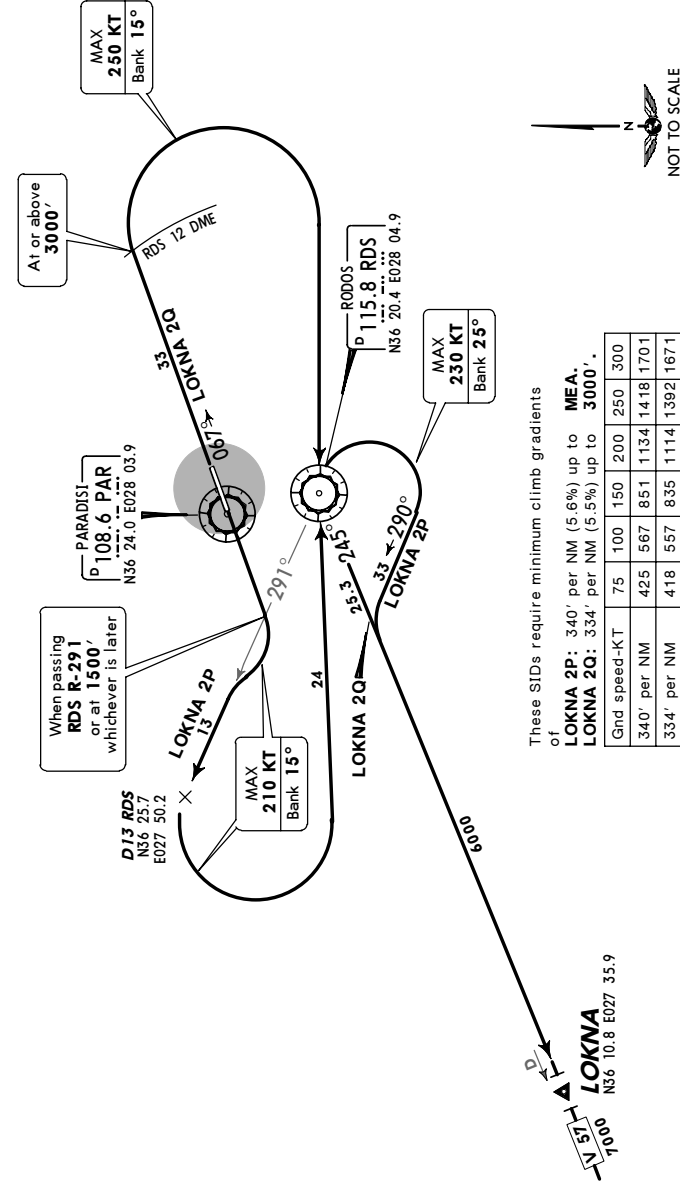 MAX
250 KT
Bank 15°
At or above
3000'
RDS 12 DME
33
LOKNA 2Q
067°
PARADISI
D 108.6 PAR
N36 24.0 E028 03.9
RODOS
D 115.8 RDS
N36 20.4 E028 04.9
When passing
RDS R-291
or at 1500'
whichever is later
291°
LOKNA 2P
13
D13 RDS
N36 25.7
E027 50.2
MAX
210 KT
Bank 15°
24
MAX
230 KT
Bank 25°
245°
25.3
33
290°
LOKNA 2P
LOKNA 2Q
6000
D
LOKNA
N36 10.8 E027 35.9
V 57
7000
These SIDs require minimum climb gradients
of
LOKNA 2P: 340' per NM (5.6%) up to MEA.
LOKNA 2Q: 334' per NM (5.5%) up to 3000'.
Gnd speed-KT 75 100 150 200 250 300
340' per NM 425 567 851 1134 1418 1701
334' per NM 418 557 835 1114 1392 1671
N
NOT TO SCALE